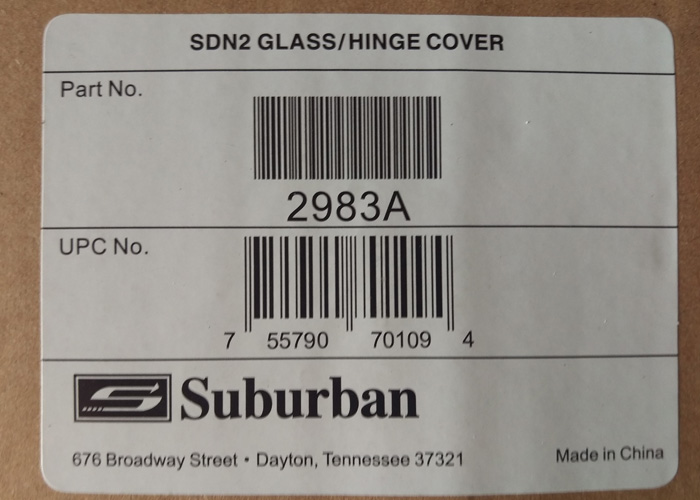 SDN2 GLASS/HINGE COVER
Part No.
2983A
UPC No.
7 55790 70109 4
Suburban
676 Broadway Street • Dayton, Tennessee 37321
Made in China